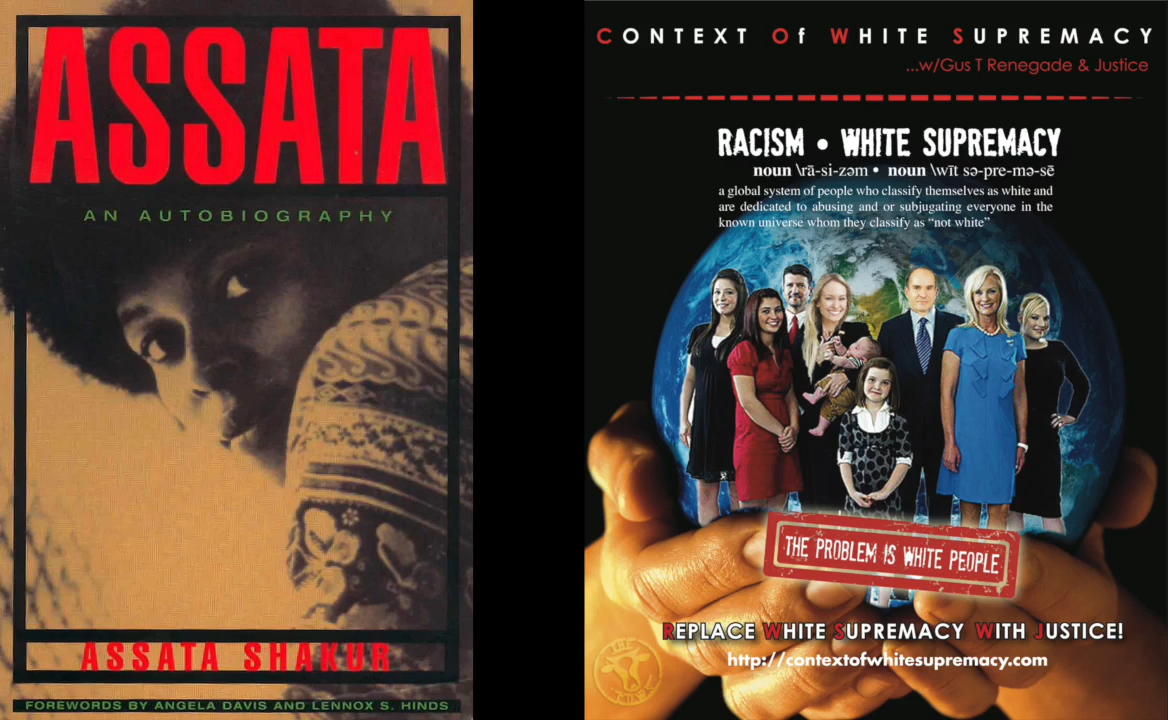 ASSATA
AN AUTOBIOGRAPHY
ASSATA SHAKUR
FOREWORDS BY ANGELA DAVIS AND LENNOX S. HINDS
CONTEXT Of WHITE SUPREMACY
...w/Gus T Renegade & Justice
RACISM • WHITE SUPREMACY
noun \rā-si-zəm • noun \wīt sə-pre-mə-sē
a global system of people who classify themselves as white and
are dedicated to abusing and or subjugating everyone in the
known universe whom they classify as “not white”
THE PROBLEM IS WHITE PEOPLE
REPLACE WHITE SUPREMACY WITH JUSTICE!
http://contextofwhitesupremacy.com
THE